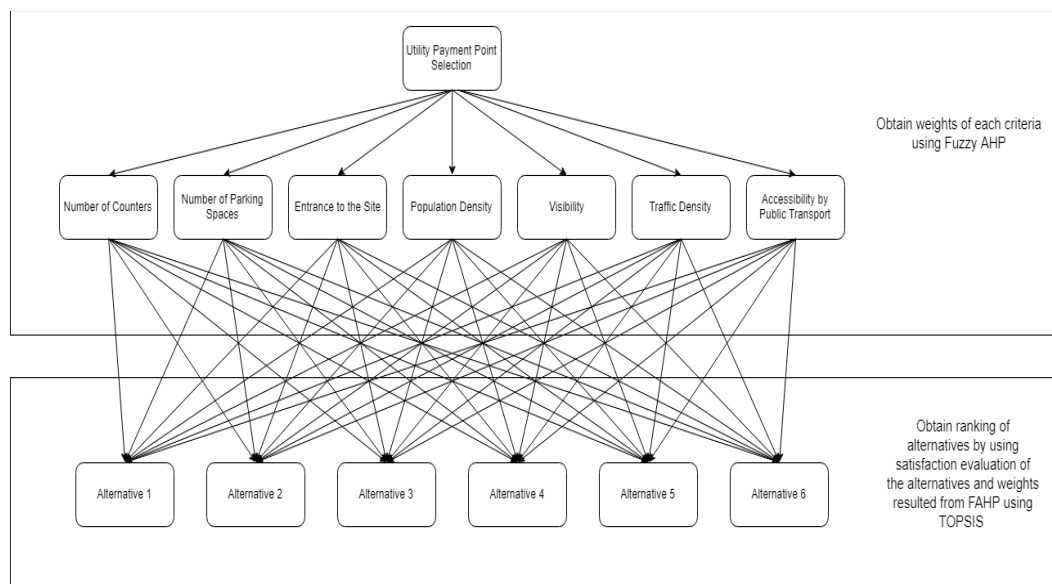 Utility Payment Point
Selection
Obtain weights of each criteria
using Fuzzy AHP
Number of Counters
Number of Parking
Spaces
Entrance to the Site
Population Density
Visibility
Traffic Density
Accessibility by
Public Transport
Obtain ranking of
alternatives by using
satisfaction evaluation of
the alternatives and weights
resulted from FAHP using
TOPSIS
Alternative 1
Alternative 2
Alternative 3
Alternative 4
Alternative 5
Alternative 6